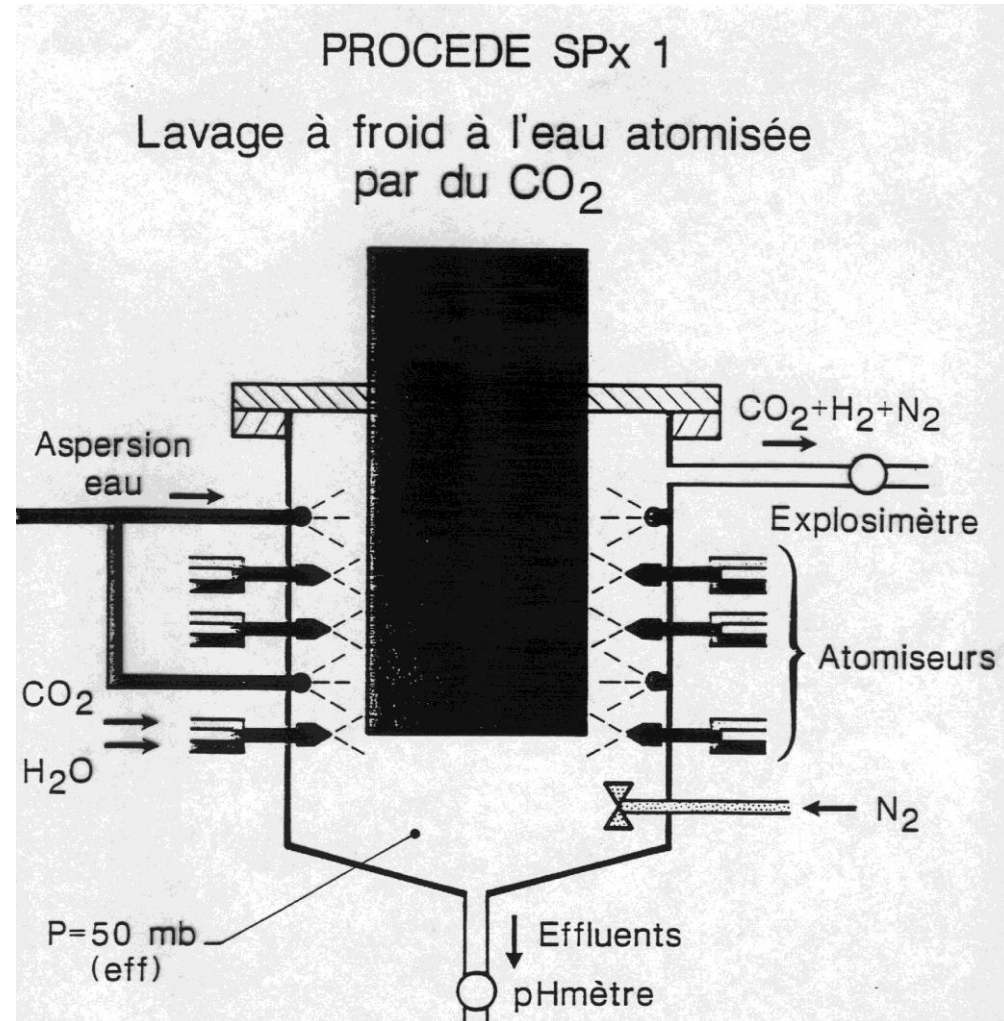 PROCEDE SPx 1
Lavage à froid à l'eau atomisée
par du CO₂
CO₂+H₂+N₂
Aspersion
eau
Explosimètre
Atomiseurs
CO₂
H₂O
N₂
P=50 mb
(eff)
Effluents
pHmètre